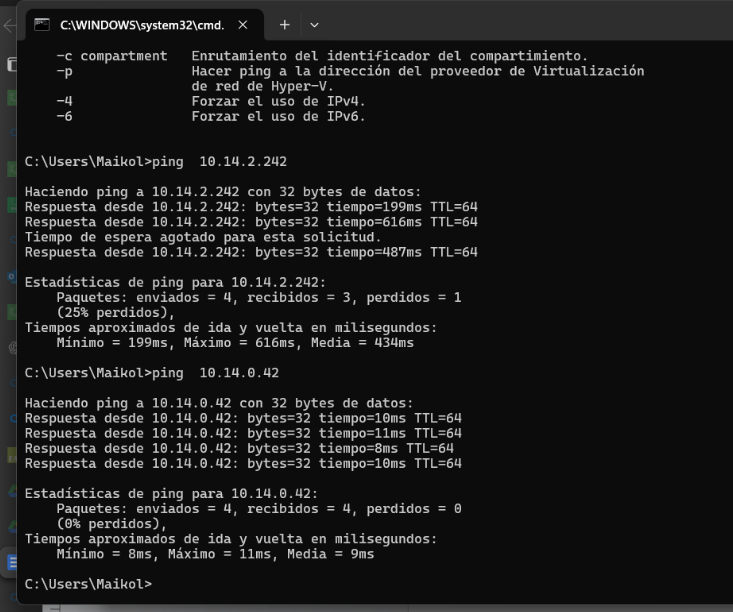 C:\WINDOWS\system32\cmd.
-c compartment   Enrutamiento del identificador del compartimiento.
-p               Hacer ping a la dirección del proveedor de Virtualización
de red de Hyper-V.
-4               Forzar el uso de IPv4.
-6               Forzar el uso de IPv6.
C:\Users\Maikol>ping  10.14.2.242
Haciendo ping a 10.14.2.242 con 32 bytes de datos:
Respuesta desde 10.14.2.242: bytes=32 tiempo=199ms TTL=64
Respuesta desde 10.14.2.242: bytes=32 tiempo=616ms TTL=64
Tiempo de espera agotado para esta solicitud.
Respuesta desde 10.14.2.242: bytes=32 tiempo=487ms TTL=64
Estadísticas de ping para 10.14.2.242:
Paquetes: enviados = 4, recibidos = 3, perdidos = 1
(25% perdidos),
Tiempos aproximados de ida y vuelta en milisegundos:
Mínimo = 199ms, Máximo = 616ms, Media = 434ms
C:\Users\Maikol>ping  10.14.0.42
Haciendo ping a 10.14.0.42 con 32 bytes de datos:
Respuesta desde 10.14.0.42: bytes=32 tiempo=10ms TTL=64
Respuesta desde 10.14.0.42: bytes=32 tiempo=11ms TTL=64
Respuesta desde 10.14.0.42: bytes=32 tiempo=8ms TTL=64
Respuesta desde 10.14.0.42: bytes=32 tiempo=10ms TTL=64
Estadísticas de ping para 10.14.0.42:
Paquetes: enviados = 4, recibidos = 4, perdidos = 0
(0% perdidos),
Tiempos aproximados de ida y vuelta en milisegundos:
Mínimo = 8ms, Máximo = 11ms, Media = 9ms
C:\Users\Maikol>